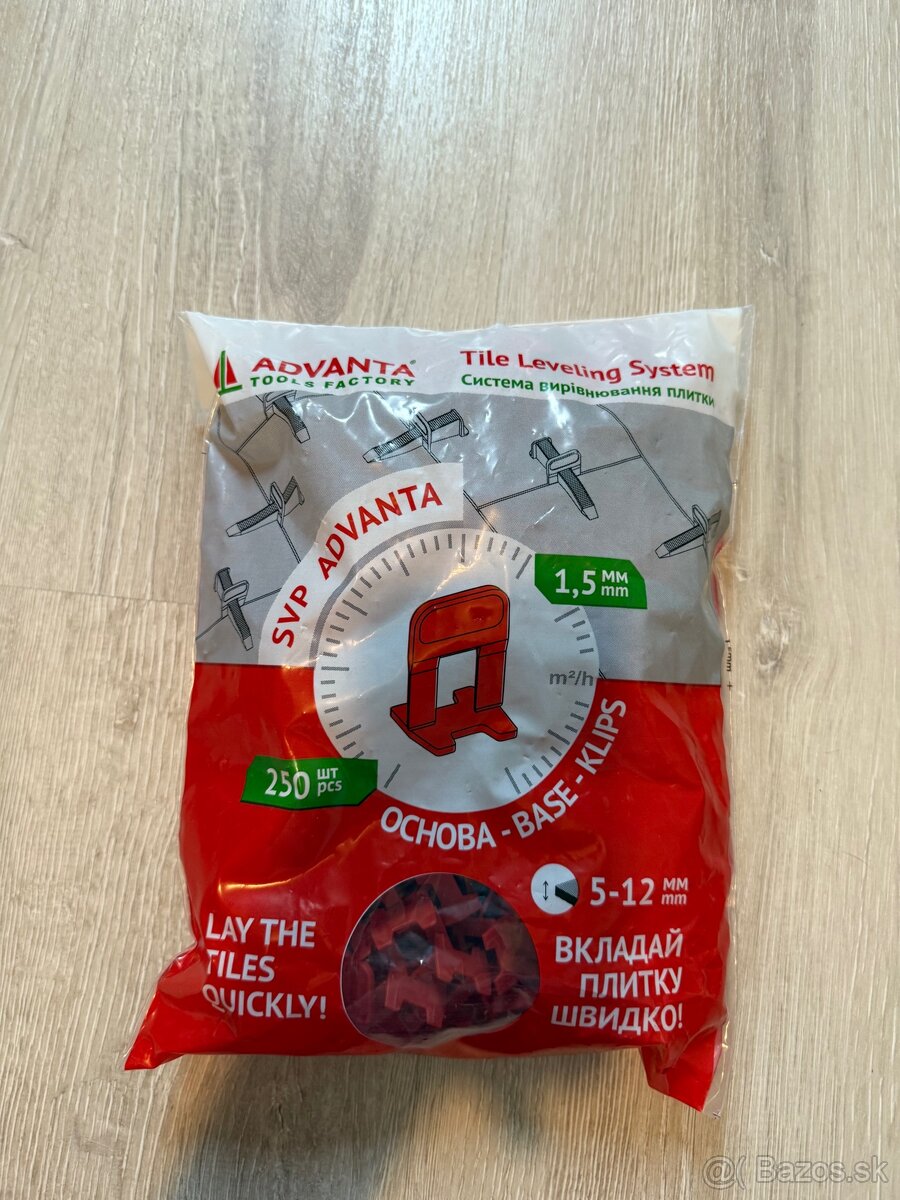 ADVANTA®
TOOLS FACTORY
Tile Leveling System
Система вирівнювання плитки
SVP ADVANTA
1,5 мм mm
m²/h
250 шт pcs
ОСНОВА - BASE - KLIPS
5-12 мм mm
LAY THE
TILES
QUICKLY!
ВКЛАДАЙ
ПЛИТКУ
ШВИДКО!
@( Bazos.sk